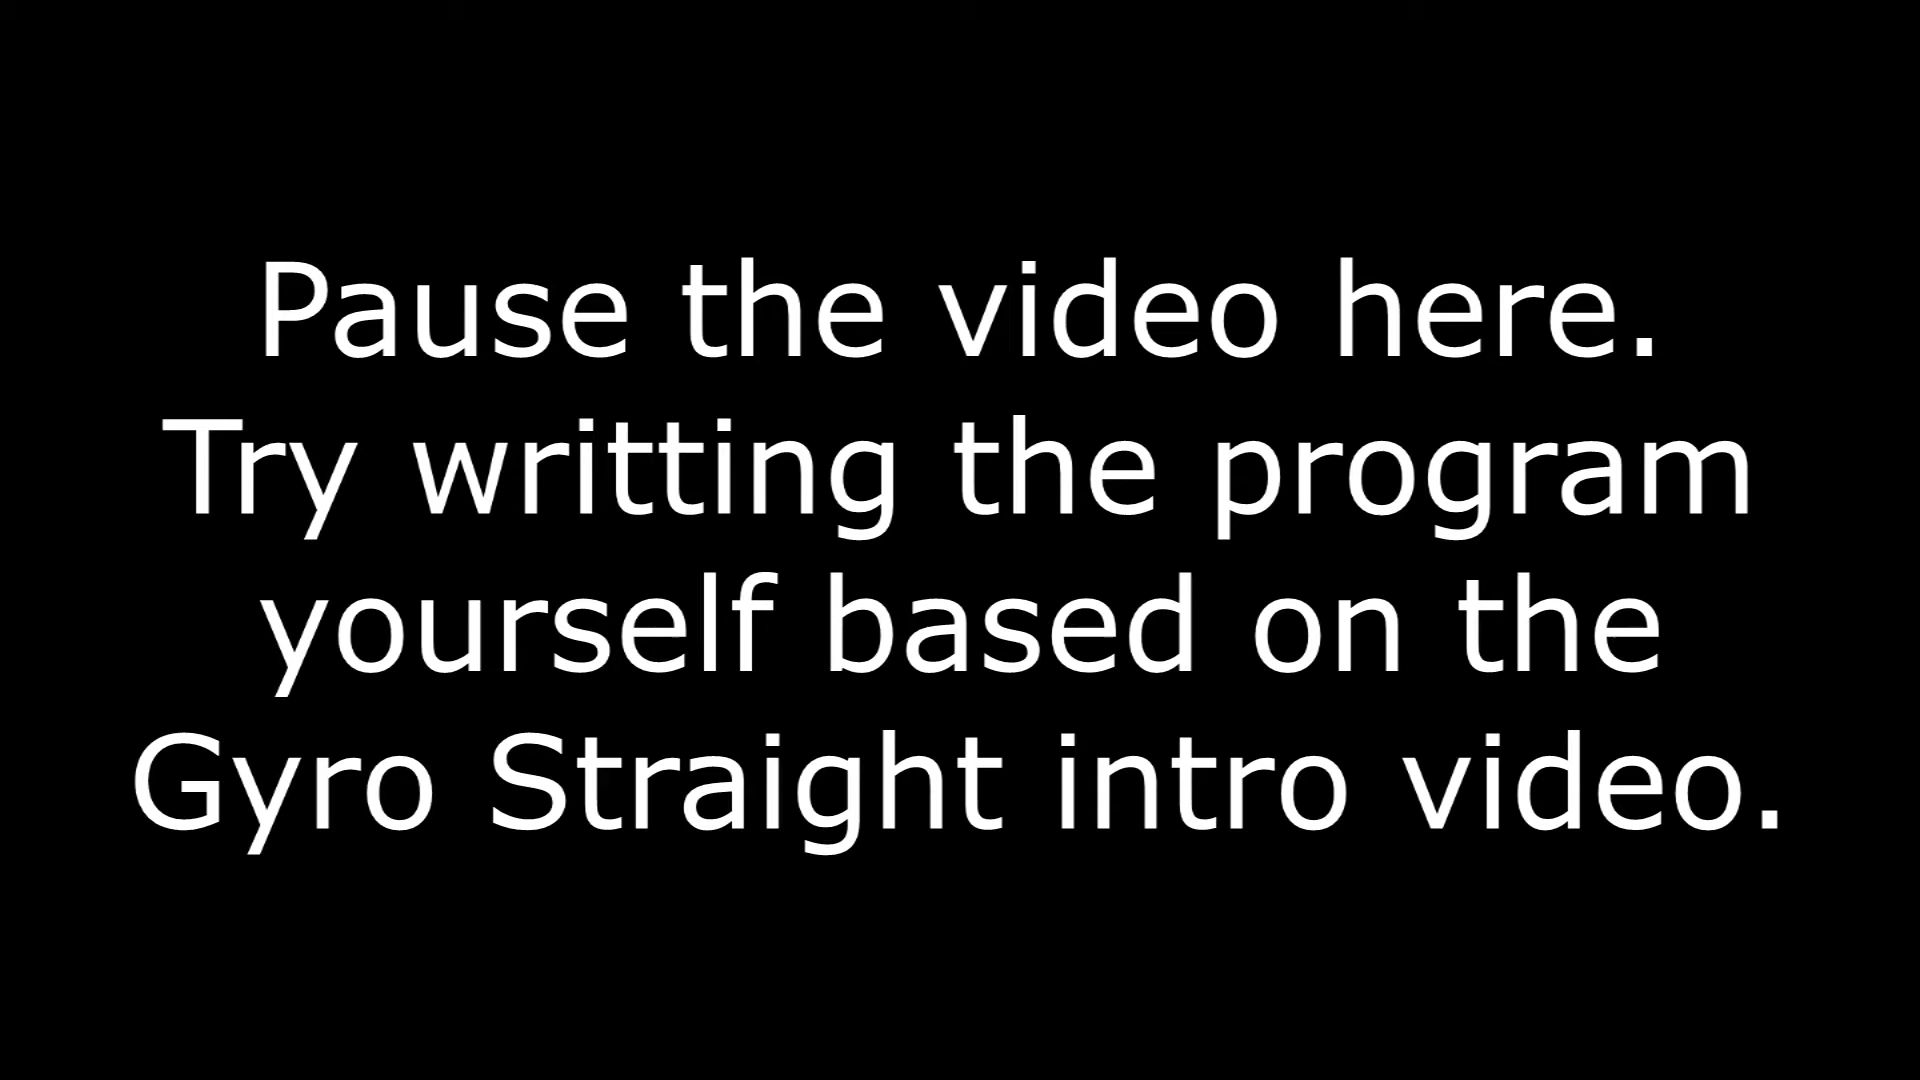 Pause the video here.
Try writting the program
yourself based on the
Gyro Straight intro video.